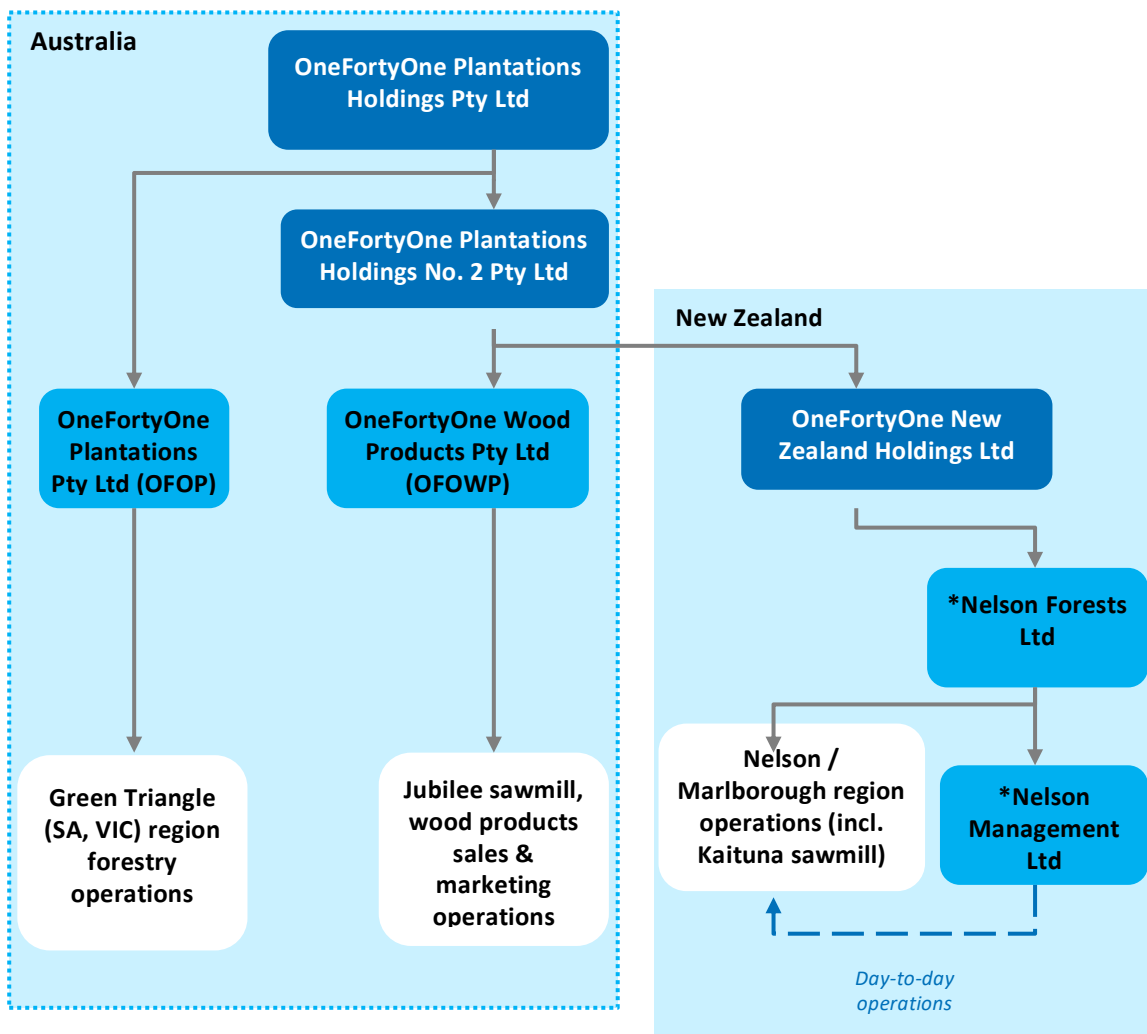 Australia
OneFortyOne Plantations
Holdings Pty Ltd
OneFortyOne Plantations
Holdings No. 2 Pty Ltd
New Zealand
OneFortyOne
Plantations
Pty Ltd (OFOP)
OneFortyOne Wood
Products Pty Ltd
(OFOWP)
OneFortyOne New
Zealand Holdings Ltd
*Nelson Forests
Ltd
Green Triangle
(SA, VIC) region
forestry
operations
Jubilee sawmill,
wood products
sales &
marketing
operations
Nelson /
Marlborough region
operations (incl.
Kaituna sawmill)
*Nelson
Management
Ltd
Day-to-day
operations